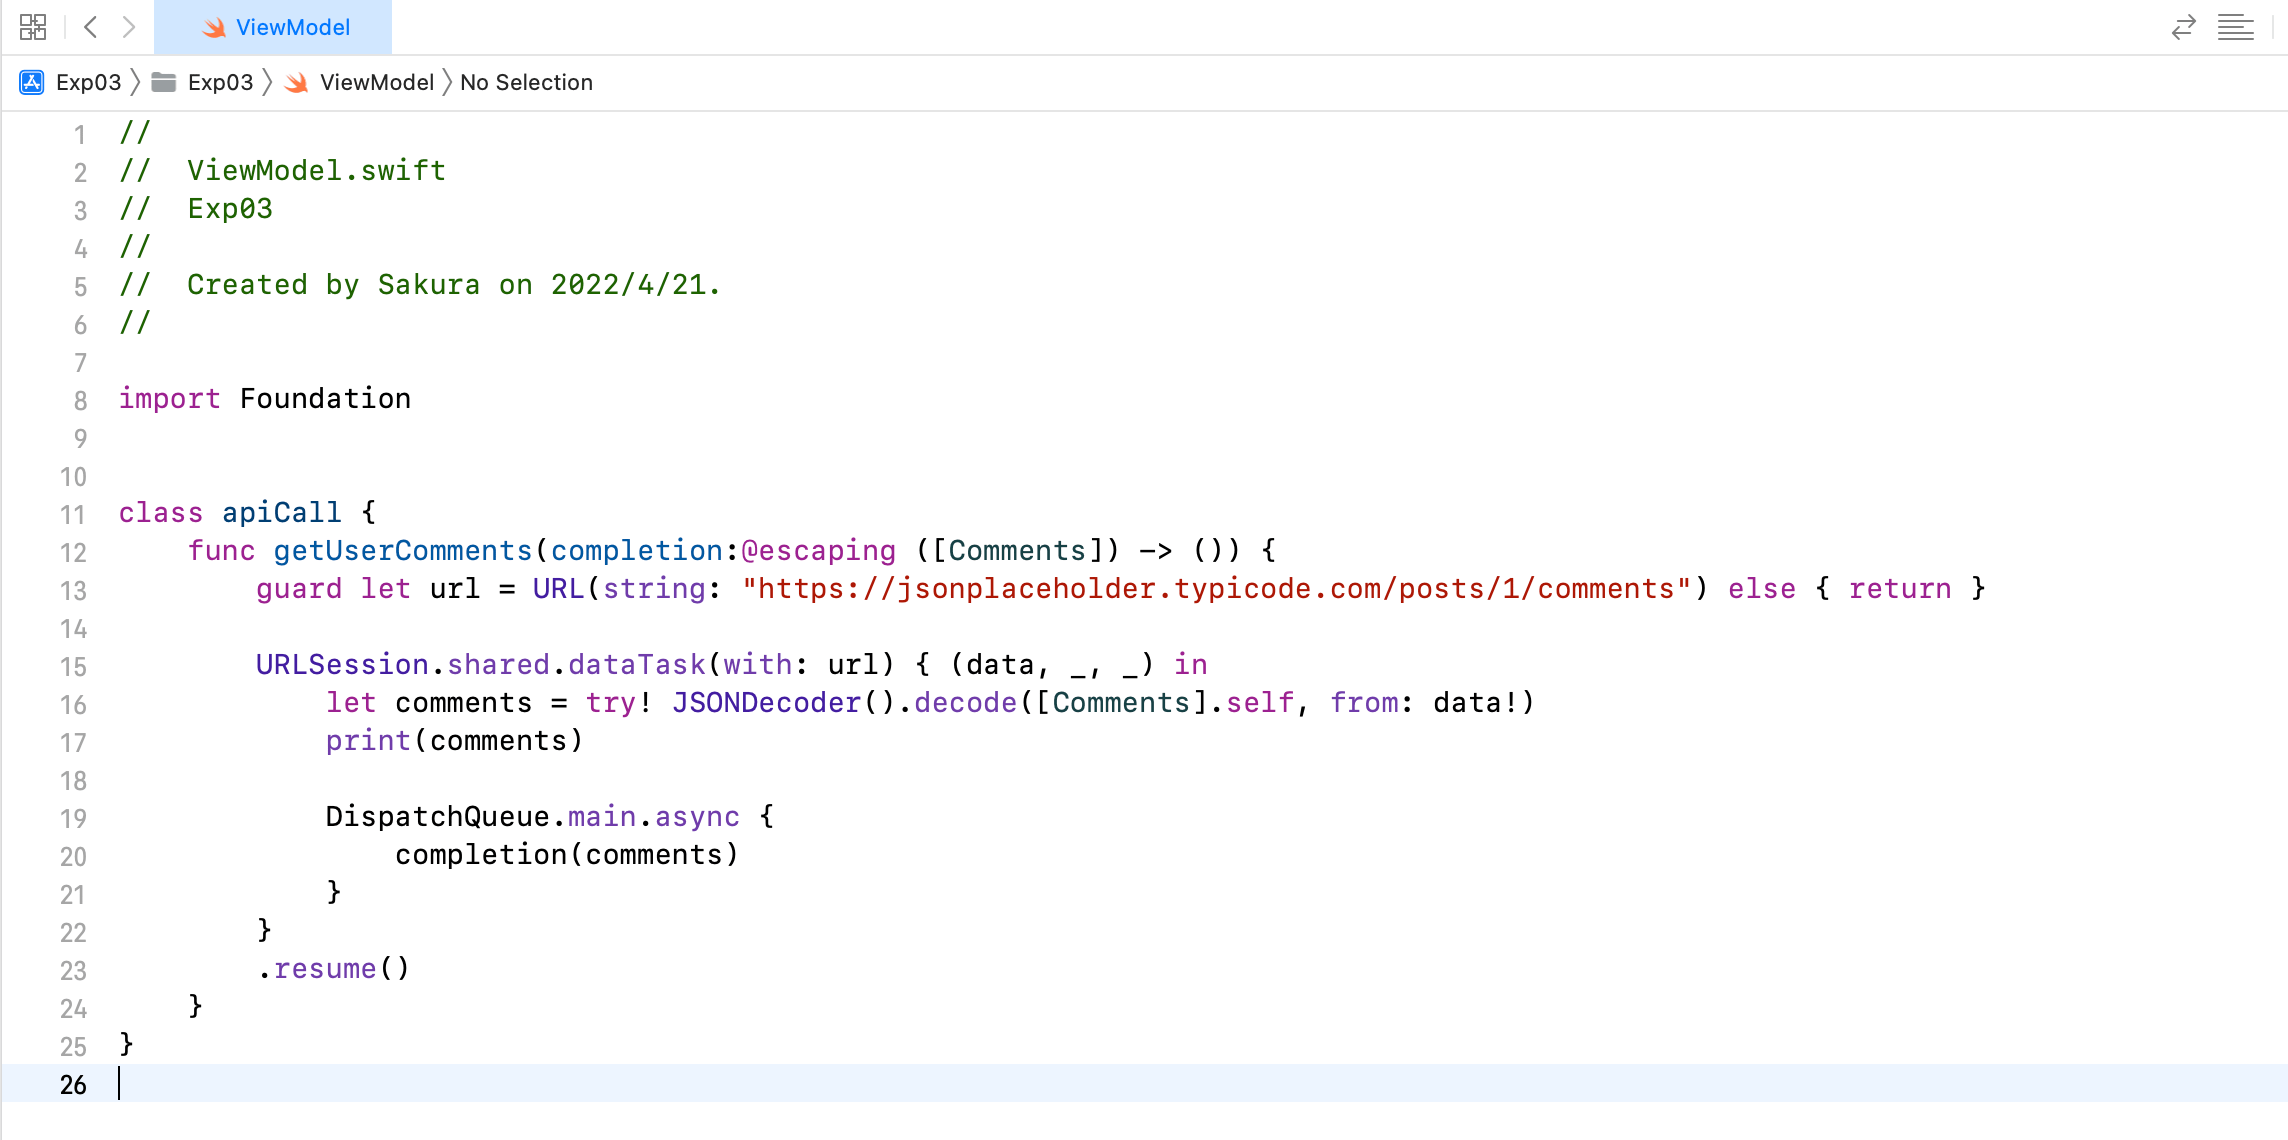 ViewModel
Exp03 Exp03 ViewModel No Selection
1 //
2 //  ViewModel.swift
3 //  Exp03
4 //
5 //  Created by Sakura on 2022/4/21.
6 //
7
8 import Foundation
9
10
11 class apiCall {
12     func getUserComments(completion:@escaping ([Comments]) -> ()) {
13         guard let url = URL(string: "https://jsonplaceholder.typicode.com/posts/1/comments") else { return }
14
15         URLSession.shared.dataTask(with: url) { (data, _, _) in
16             let comments = try! JSONDecoder().decode([Comments].self, from: data!)
17             print(comments)
18
19             DispatchQueue.main.async {
20                 completion(comments)
21             }
22         }
23         .resume()
24     }
25 }
26